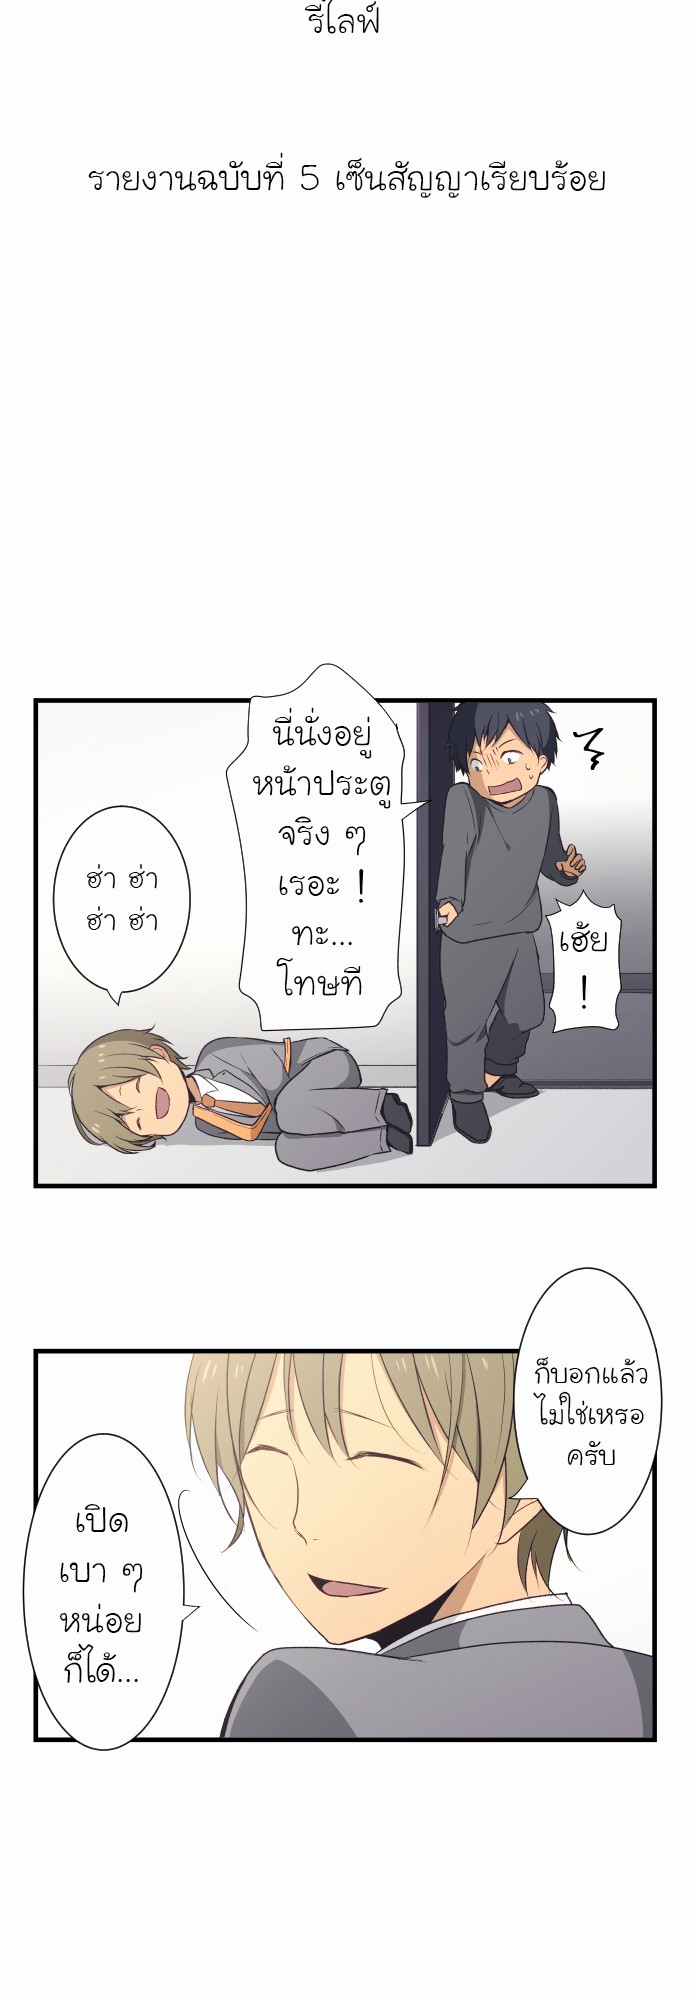 รีไลฟ์
รายงานฉบับที่ 5 เซ็นสัญญาเรียบร้อย
นี่นั่งอยู่
หน้าประตู
จริง ๆ
เรอะ !
ทะ...
โทษที
ฮ่า ฮ่า
ฮ่า ฮ่า
เฮ้ย
!
ก็บอกแล้ว
ไม่ใช่เหรอ
ครับ
เปิด
เบา ๆ
หน่อย
ก็ได้...